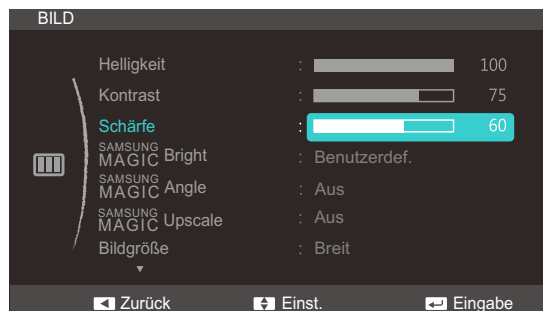 BILD
Helligkeit : 100
Kontrast : 75
Schärfe : 60
SAMSUNG MAGIC Bright : Benutzerdef.
SAMSUNG MAGIC Angle : Aus
SAMSUNG MAGIC Upscale : Aus
Bildgröße : Breit
Zurück Einst. Eingabe